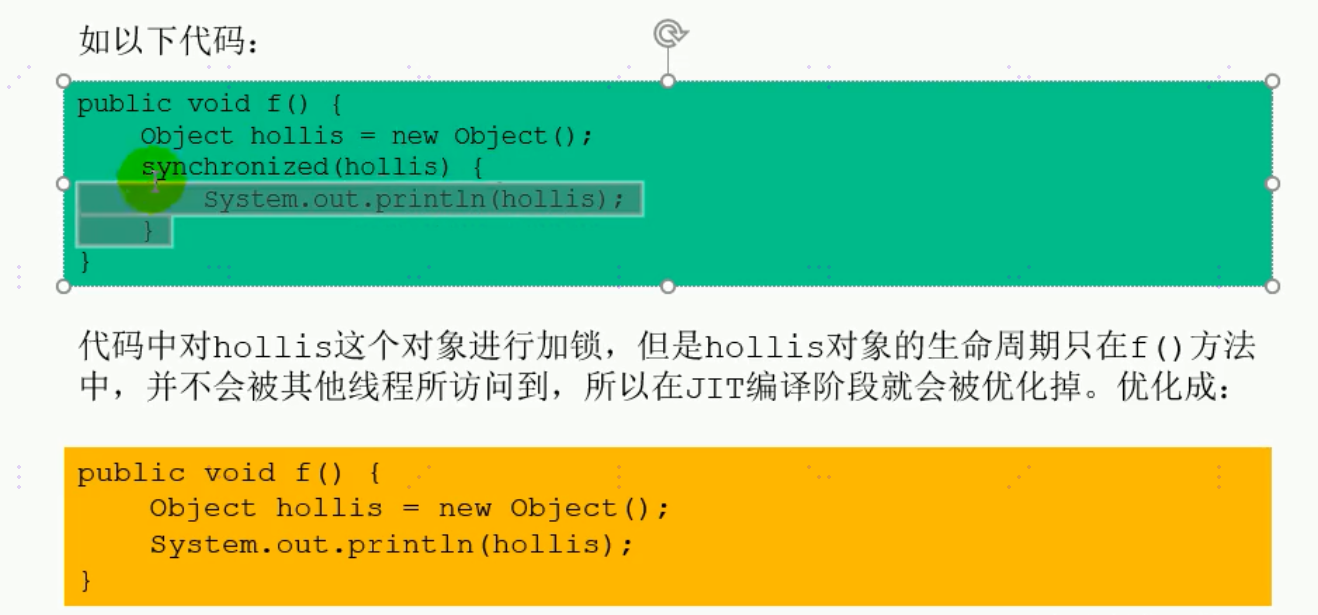 如以下代码：
public void f() {
    Object hollis = new Object();
    synchronized(hollis) {
        System.out.println(hollis);
    }
}
代码中对hollis这个对象进行加锁，但是hollis对象的生命周期只在f()方法
中，并不会被其他线程所访问到，所以在JIT编译阶段就会被优化掉。优化成：
public void f() {
    Object hollis = new Object();
    System.out.println(hollis);
}